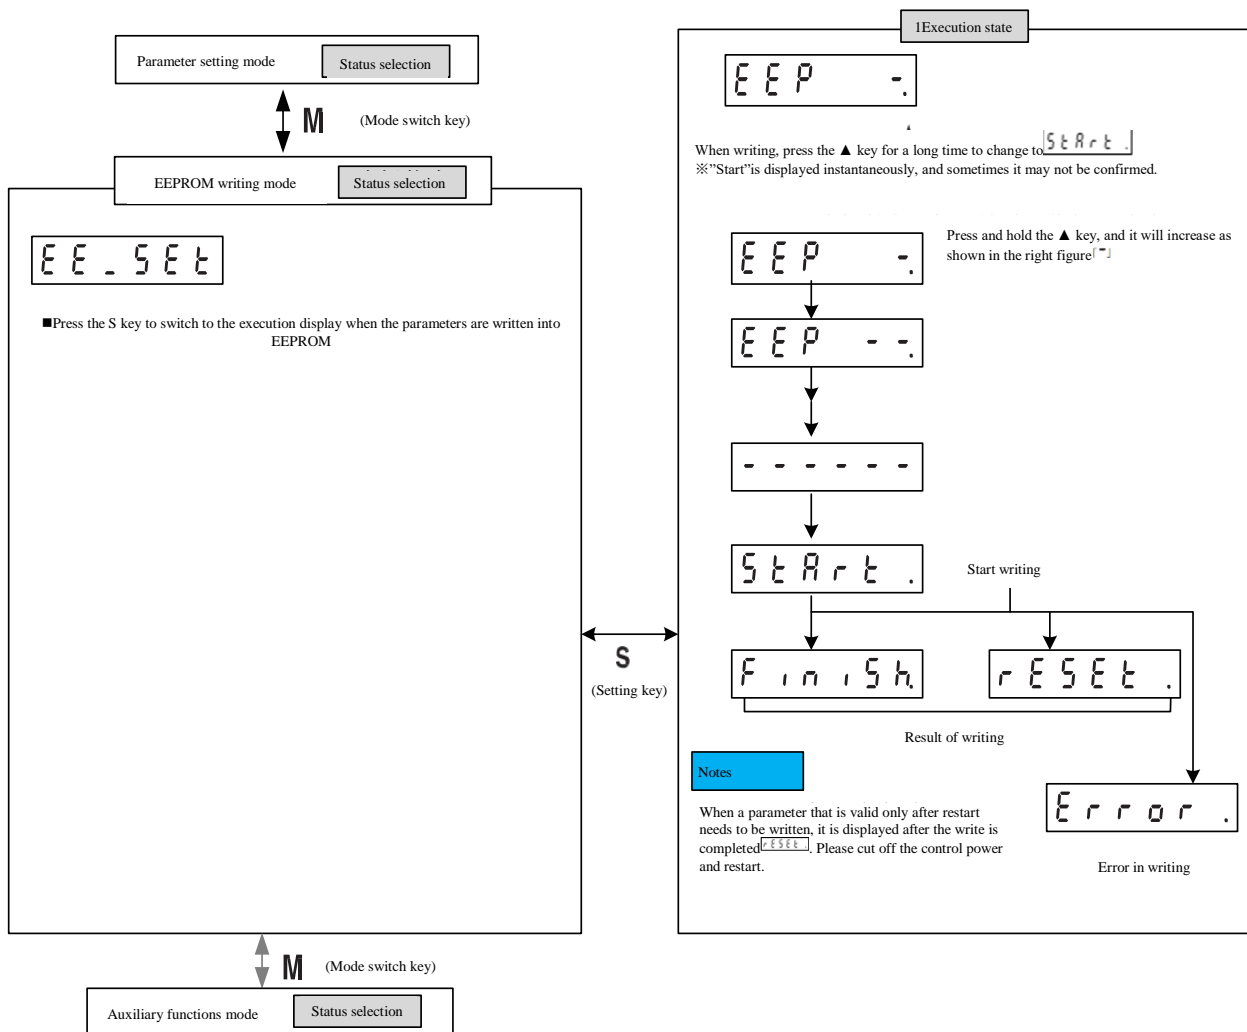 1Execution state
Parameter setting mode
Status selection
M
(Mode switch key)
EEPROM writing mode
Status selection
EE_SEt
■Press the S key to switch to the execution display when the parameters are written into
EEPROM
S
(Setting key)
M
(Mode switch key)
Auxiliary functions mode
Status selection
EEP -.
When writing, press the ▲ key for a long time to change to StArt .
※”Start”is displayed instantaneously, and sometimes it may not be confirmed.
EEP -.
Press and hold the ▲ key, and it will increase as
shown in the right figure「-」
EEP --.
------
StArt .
Start writing
FiniSh.
rESEt .
Result of writing
Notes
When a parameter that is valid only after restart
needs to be written, it is displayed after the write is
completed rESEt . . Please cut off the control power
and restart.
Error .
Error in writing